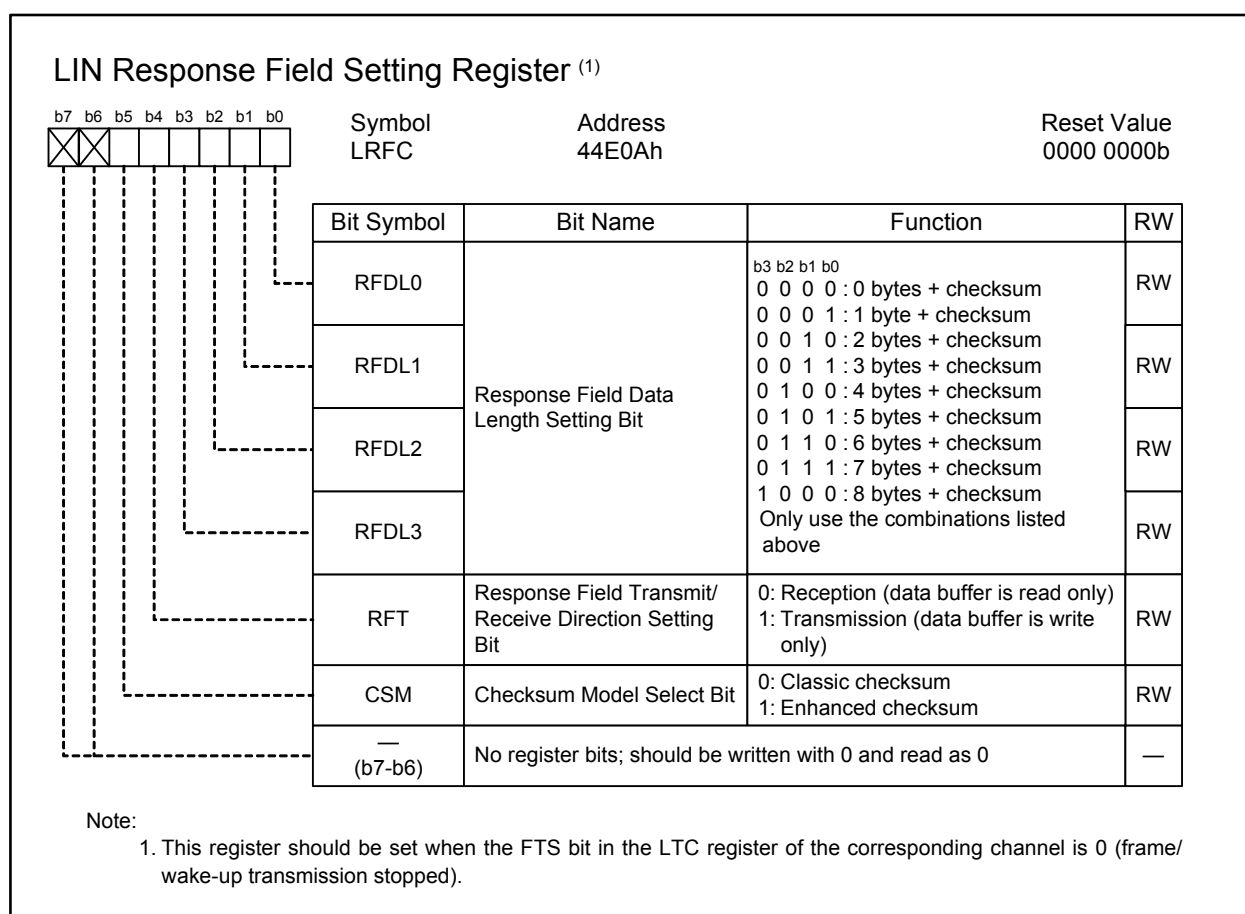 LIN Response Field Setting Register (1)
b7 b6 b5 b4 b3 b2 b1 b0
Symbol Address Reset Value
LRFC 44E0Ah 0000 0000b
Bit Symbol Bit Name Function RW
RFDL0 RW
RFDL1 RW
RFDL2 RW
RFDL3 RW
Response Field Data
Length Setting Bit
b3 b2 b1 b0
0 0 0 0 : 0 bytes + checksum
0 0 0 1 : 1 byte + checksum
0 0 1 0 : 2 bytes + checksum
0 0 1 1 : 3 bytes + checksum
0 1 0 0 : 4 bytes + checksum
0 1 0 1 : 5 bytes + checksum
0 1 1 0 : 6 bytes + checksum
0 1 1 1 : 7 bytes + checksum
1 0 0 0 : 8 bytes + checksum
Only use the combinations listed
above
RFT
Response Field Transmit/
Receive Direction Setting
Bit
0: Reception (data buffer is read only)
1: Transmission (data buffer is write
only)
RW
CSM
Checksum Model Select Bit
0: Classic checksum
1: Enhanced checksum
RW
—
(b7-b6)
No register bits; should be written with 0 and read as 0
—
Note:
1. This register should be set when the FTS bit in the LTC register of the corresponding channel is 0 (frame/
wake-up transmission stopped).